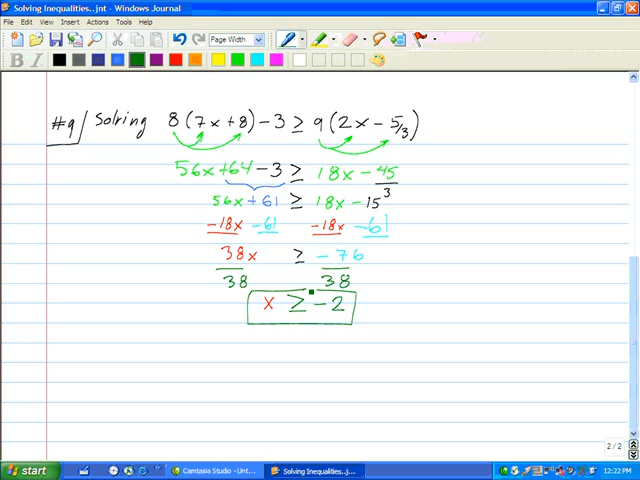 Solving Inequalities..jnt - Windows Journal
File Edit View Insert Actions Tools Help
Page Width
B
#9/ Solving 8(7x+8)-3 ≥ 9(2x-5/3)
56x+64-3 ≥ 18x-45/3
56x+61 ≥ 18x-15
-18x -61 -18x -61
38x ≥ -76
38 38
x ≥ -2
2/2
start
Camtasia Studio - Unt...
Solving Inequalities..j...
12:22 PM